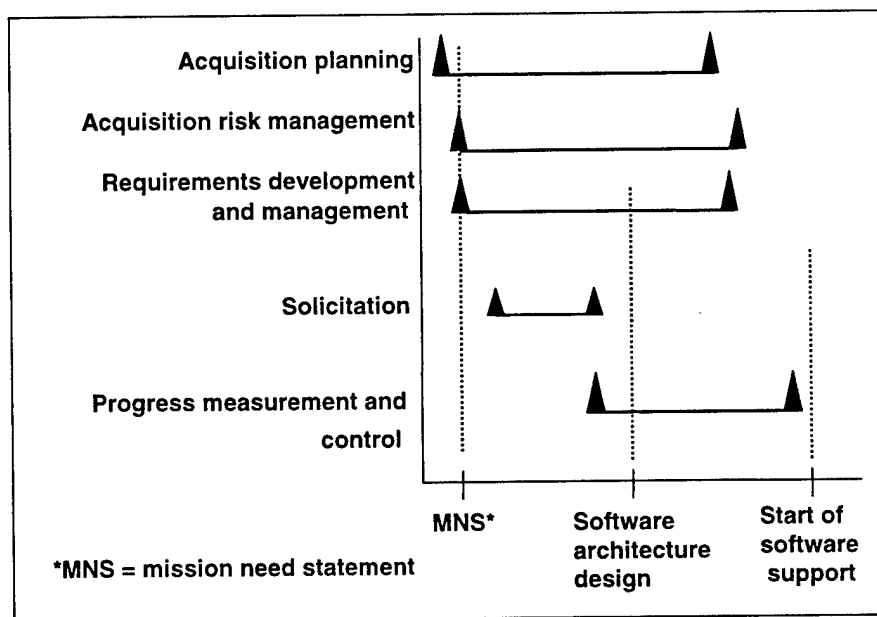 Acquisition planning
Acquisition risk management
Requirements development
and management
Solicitation
Progress measurement and
control
MNS*
Software
architecture
design
Start of
software
support
*MNS = mission need statement